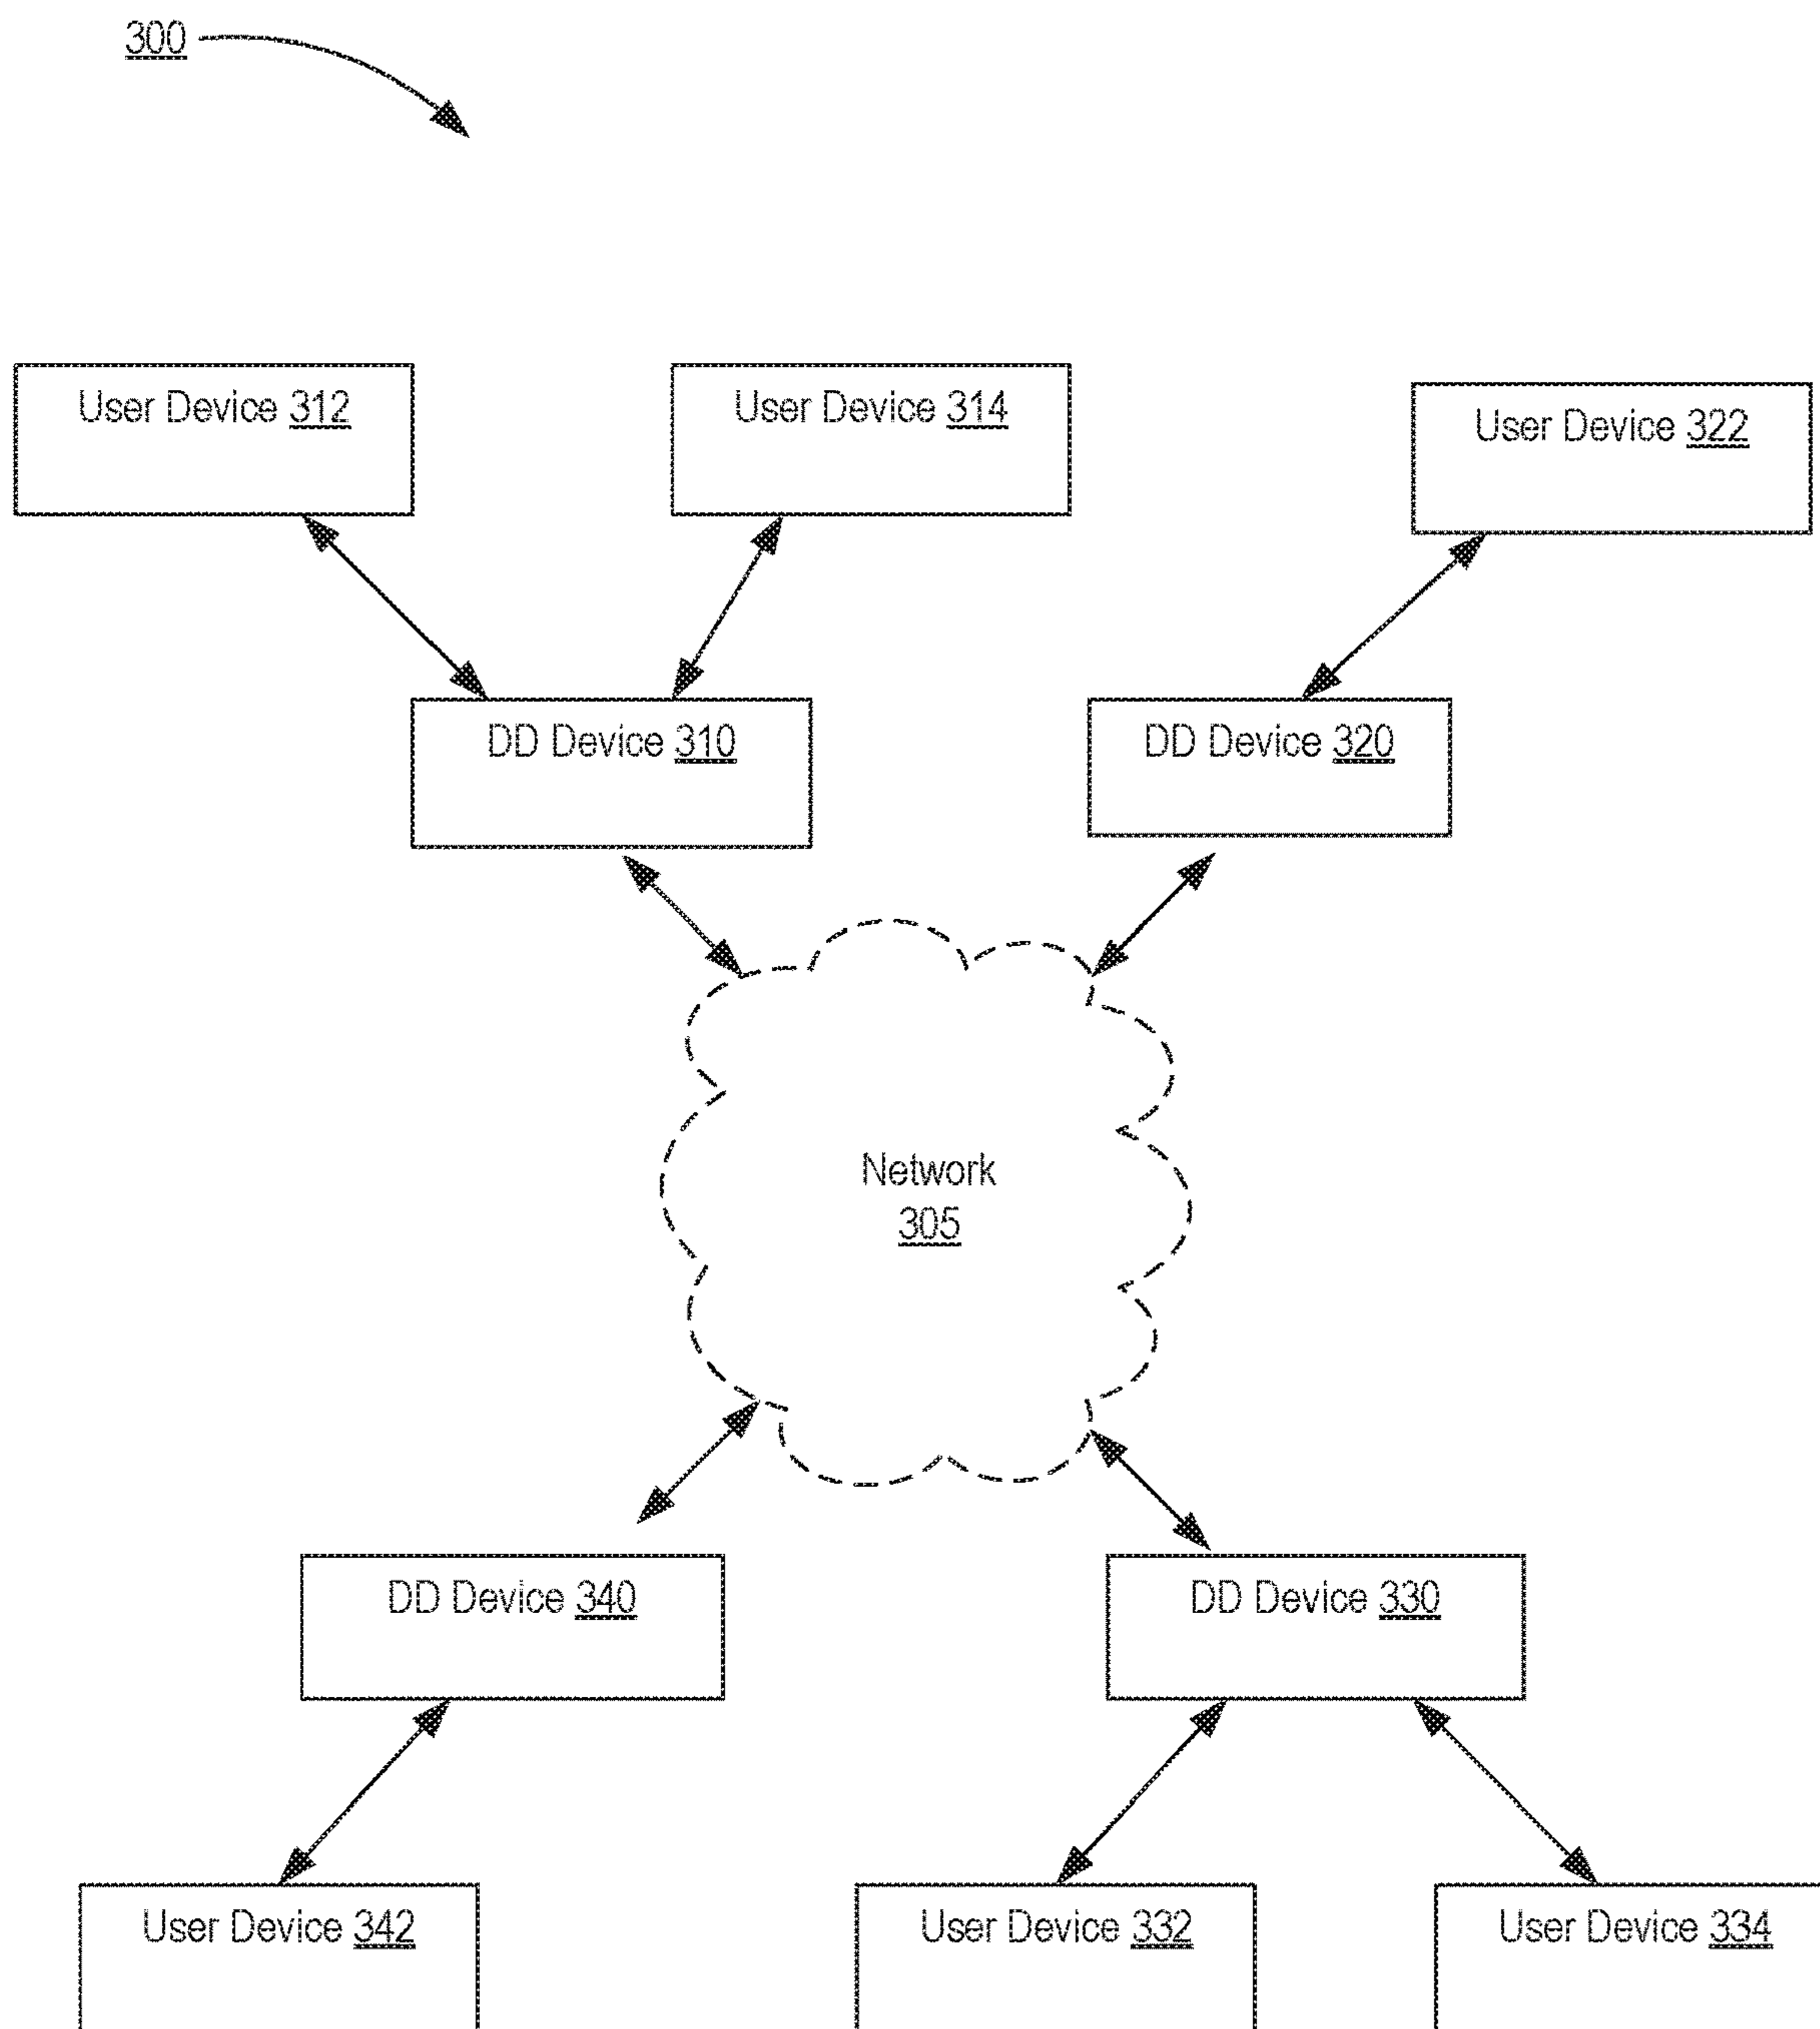 300
User Device 312
User Device 314
User Device 322
DD Device 310
DD Device 320
Network
305
DD Device 340
DD Device 330
User Device 342
User Device 332
User Device 334